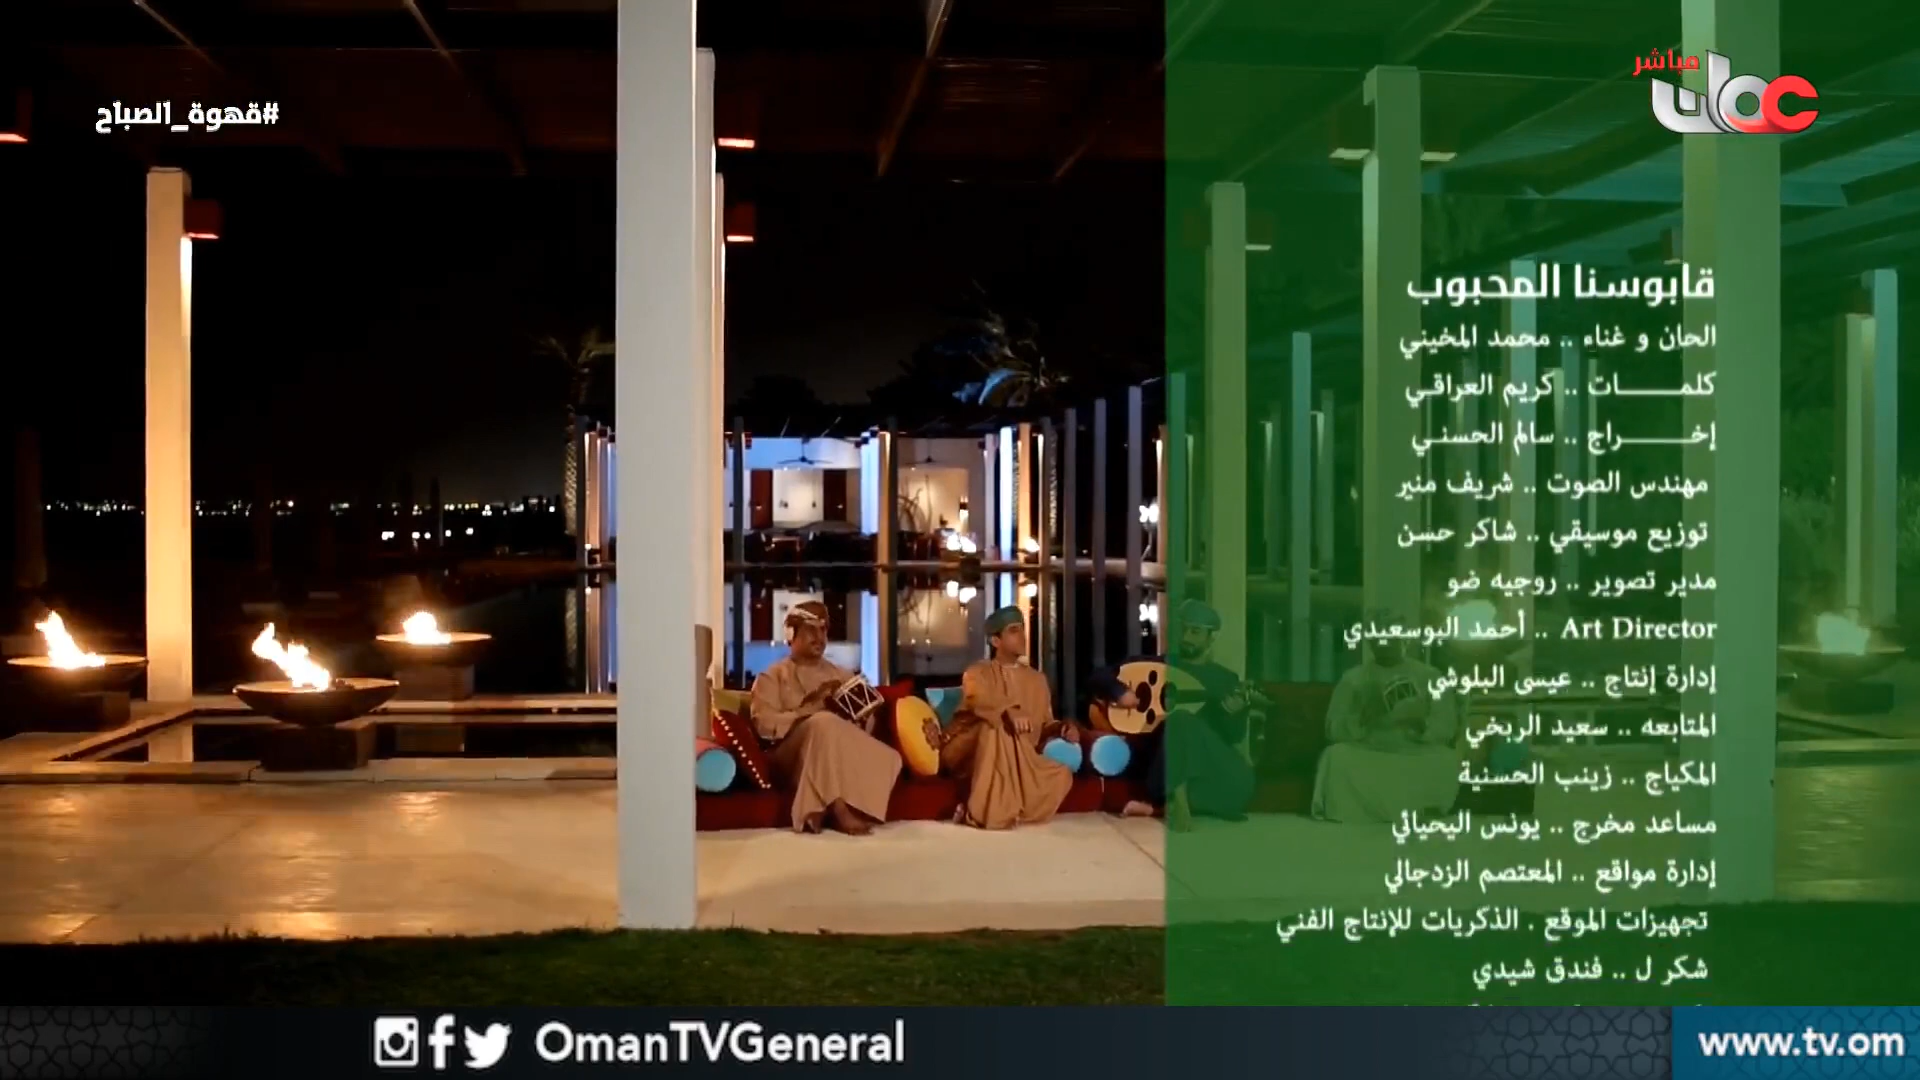 #قهوة_الصباح
مباشر
عمان
قابوسنا المحبوب
الحان و غناء .. محمد المخيني
كلمـــــــات .. كريم العراقي
إخـــــــراج .. سالم الحسني
مهندس الصوت .. شريف منير
توزيع موسيقي .. شاكر حسن
مدير تصوير .. روجيه ضو
Art Director .. أحمد البوسعيدي
إدارة إنتاج .. عيسى البلوشي
المتابعه .. سعيد الربخي
المكياج .. زينب الحسنية
مساعد مخرج .. يونس اليحيائي
إدارة مواقع .. المعتصم الزدجالي
تجهيزات الموقع . الذكريات للإنتاج الفني
شكر ل .. فندق شيدي
OmanTVGeneral
www.tv.om